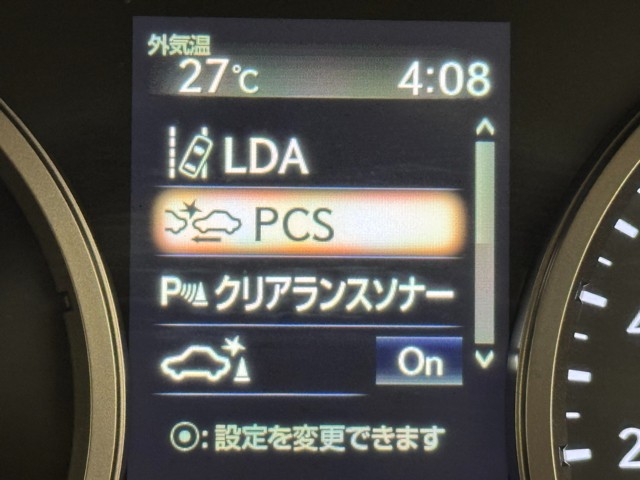 外気温
27℃ 4:08
LDA
PCS
P クリアランスソナー
On
⦿:設定を変更できます
2